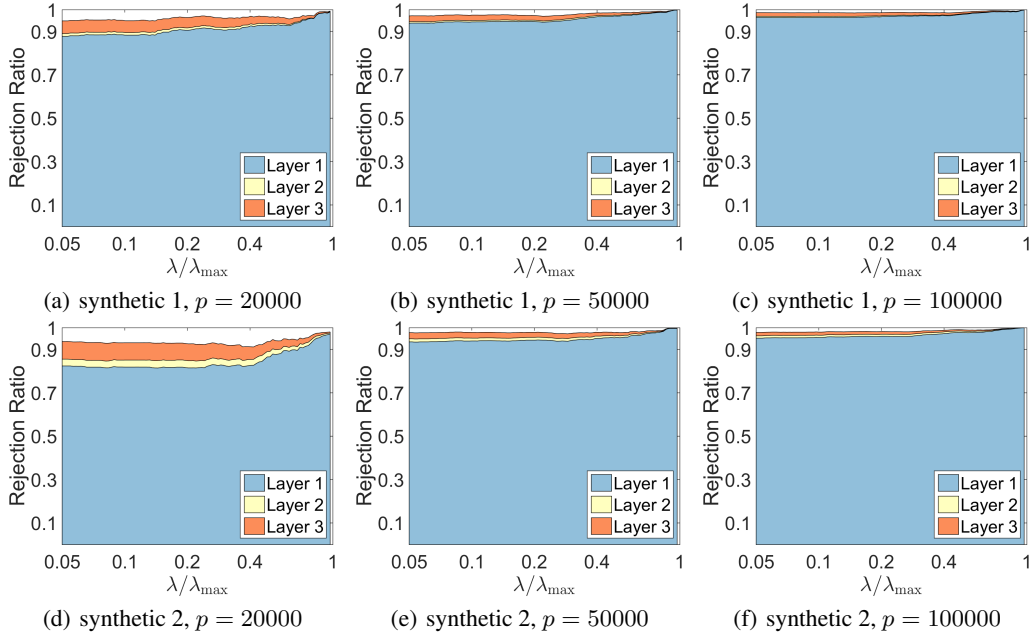 Rejection Ratio
1
0.9
0.7
0.5
0.3
0.1
Layer 1
Layer 2
Layer 3
0.05 0.1 0.2 0.4 1
λ/λmax
(a) synthetic 1, p = 20000
Rejection Ratio
1
0.9
0.7
0.5
0.3
0.1
Layer 1
Layer 2
Layer 3
0.05 0.1 0.2 0.4 1
λ/λmax
(b) synthetic 1, p = 50000
Rejection Ratio
1
0.9
0.7
0.5
0.3
0.1
Layer 1
Layer 2
Layer 3
0.05 0.1 0.2 0.4 1
λ/λmax
(c) synthetic 1, p = 100000
Rejection Ratio
1
0.9
0.7
0.5
0.3
0.1
Layer 1
Layer 2
Layer 3
0.05 0.1 0.2 0.4 1
λ/λmax
(d) synthetic 2, p = 20000
Rejection Ratio
1
0.9
0.7
0.5
0.3
0.1
Layer 1
Layer 2
Layer 3
0.05 0.1 0.2 0.4 1
λ/λmax
(e) synthetic 2, p = 50000
Rejection Ratio
1
0.9
0.7
0.5
0.3
0.1
Layer 1
Layer 2
Layer 3
0.05 0.1 0.2 0.4 1
λ/λmax
(f) synthetic 2, p = 100000